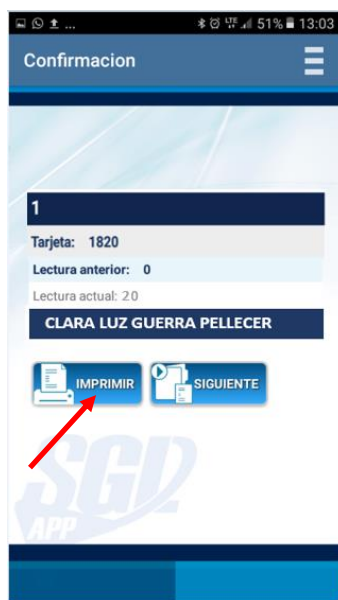 ... LTE 51% 13:03
Confirmacion
1
Tarjeta: 1820
Lectura anterior: 0
Lectura actual: 20
CLARA LUZ GUERRA PELLECER
IMPRIMIR SIGUIENTE
SGD
APP